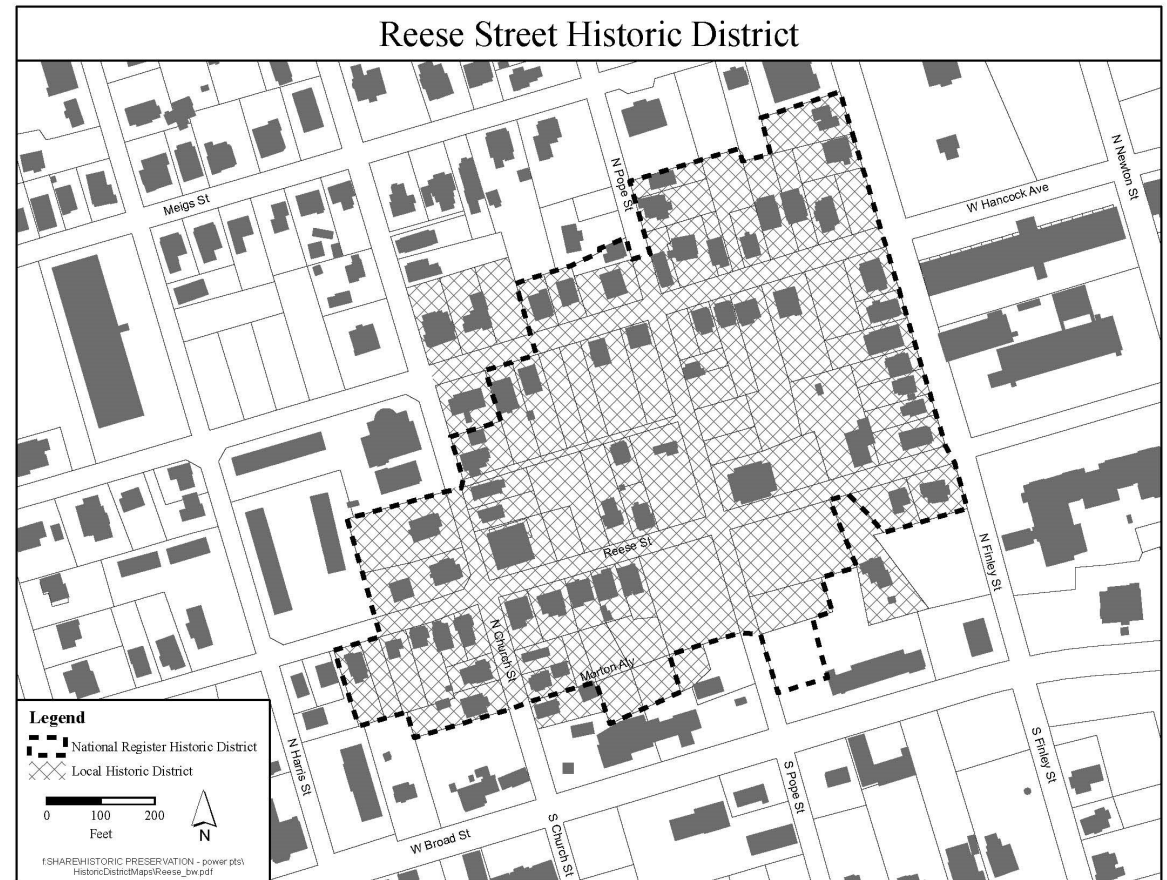 Reese Street Historic District
Meigs St
N Pope St
W Hancock Ave
N Newton St
Reese St
N Finley St
N Church St
Morton Aly
N Harris St
S Pope St
S Finley St
W Broad St
S Church St
Legend
National Register Historic District
Local Historic District
0 100 200
Feet
N
f:SHARE\HISTORIC PRESERVATION - power pts\
HistoricDistrictMaps\Reese_bw.pdf